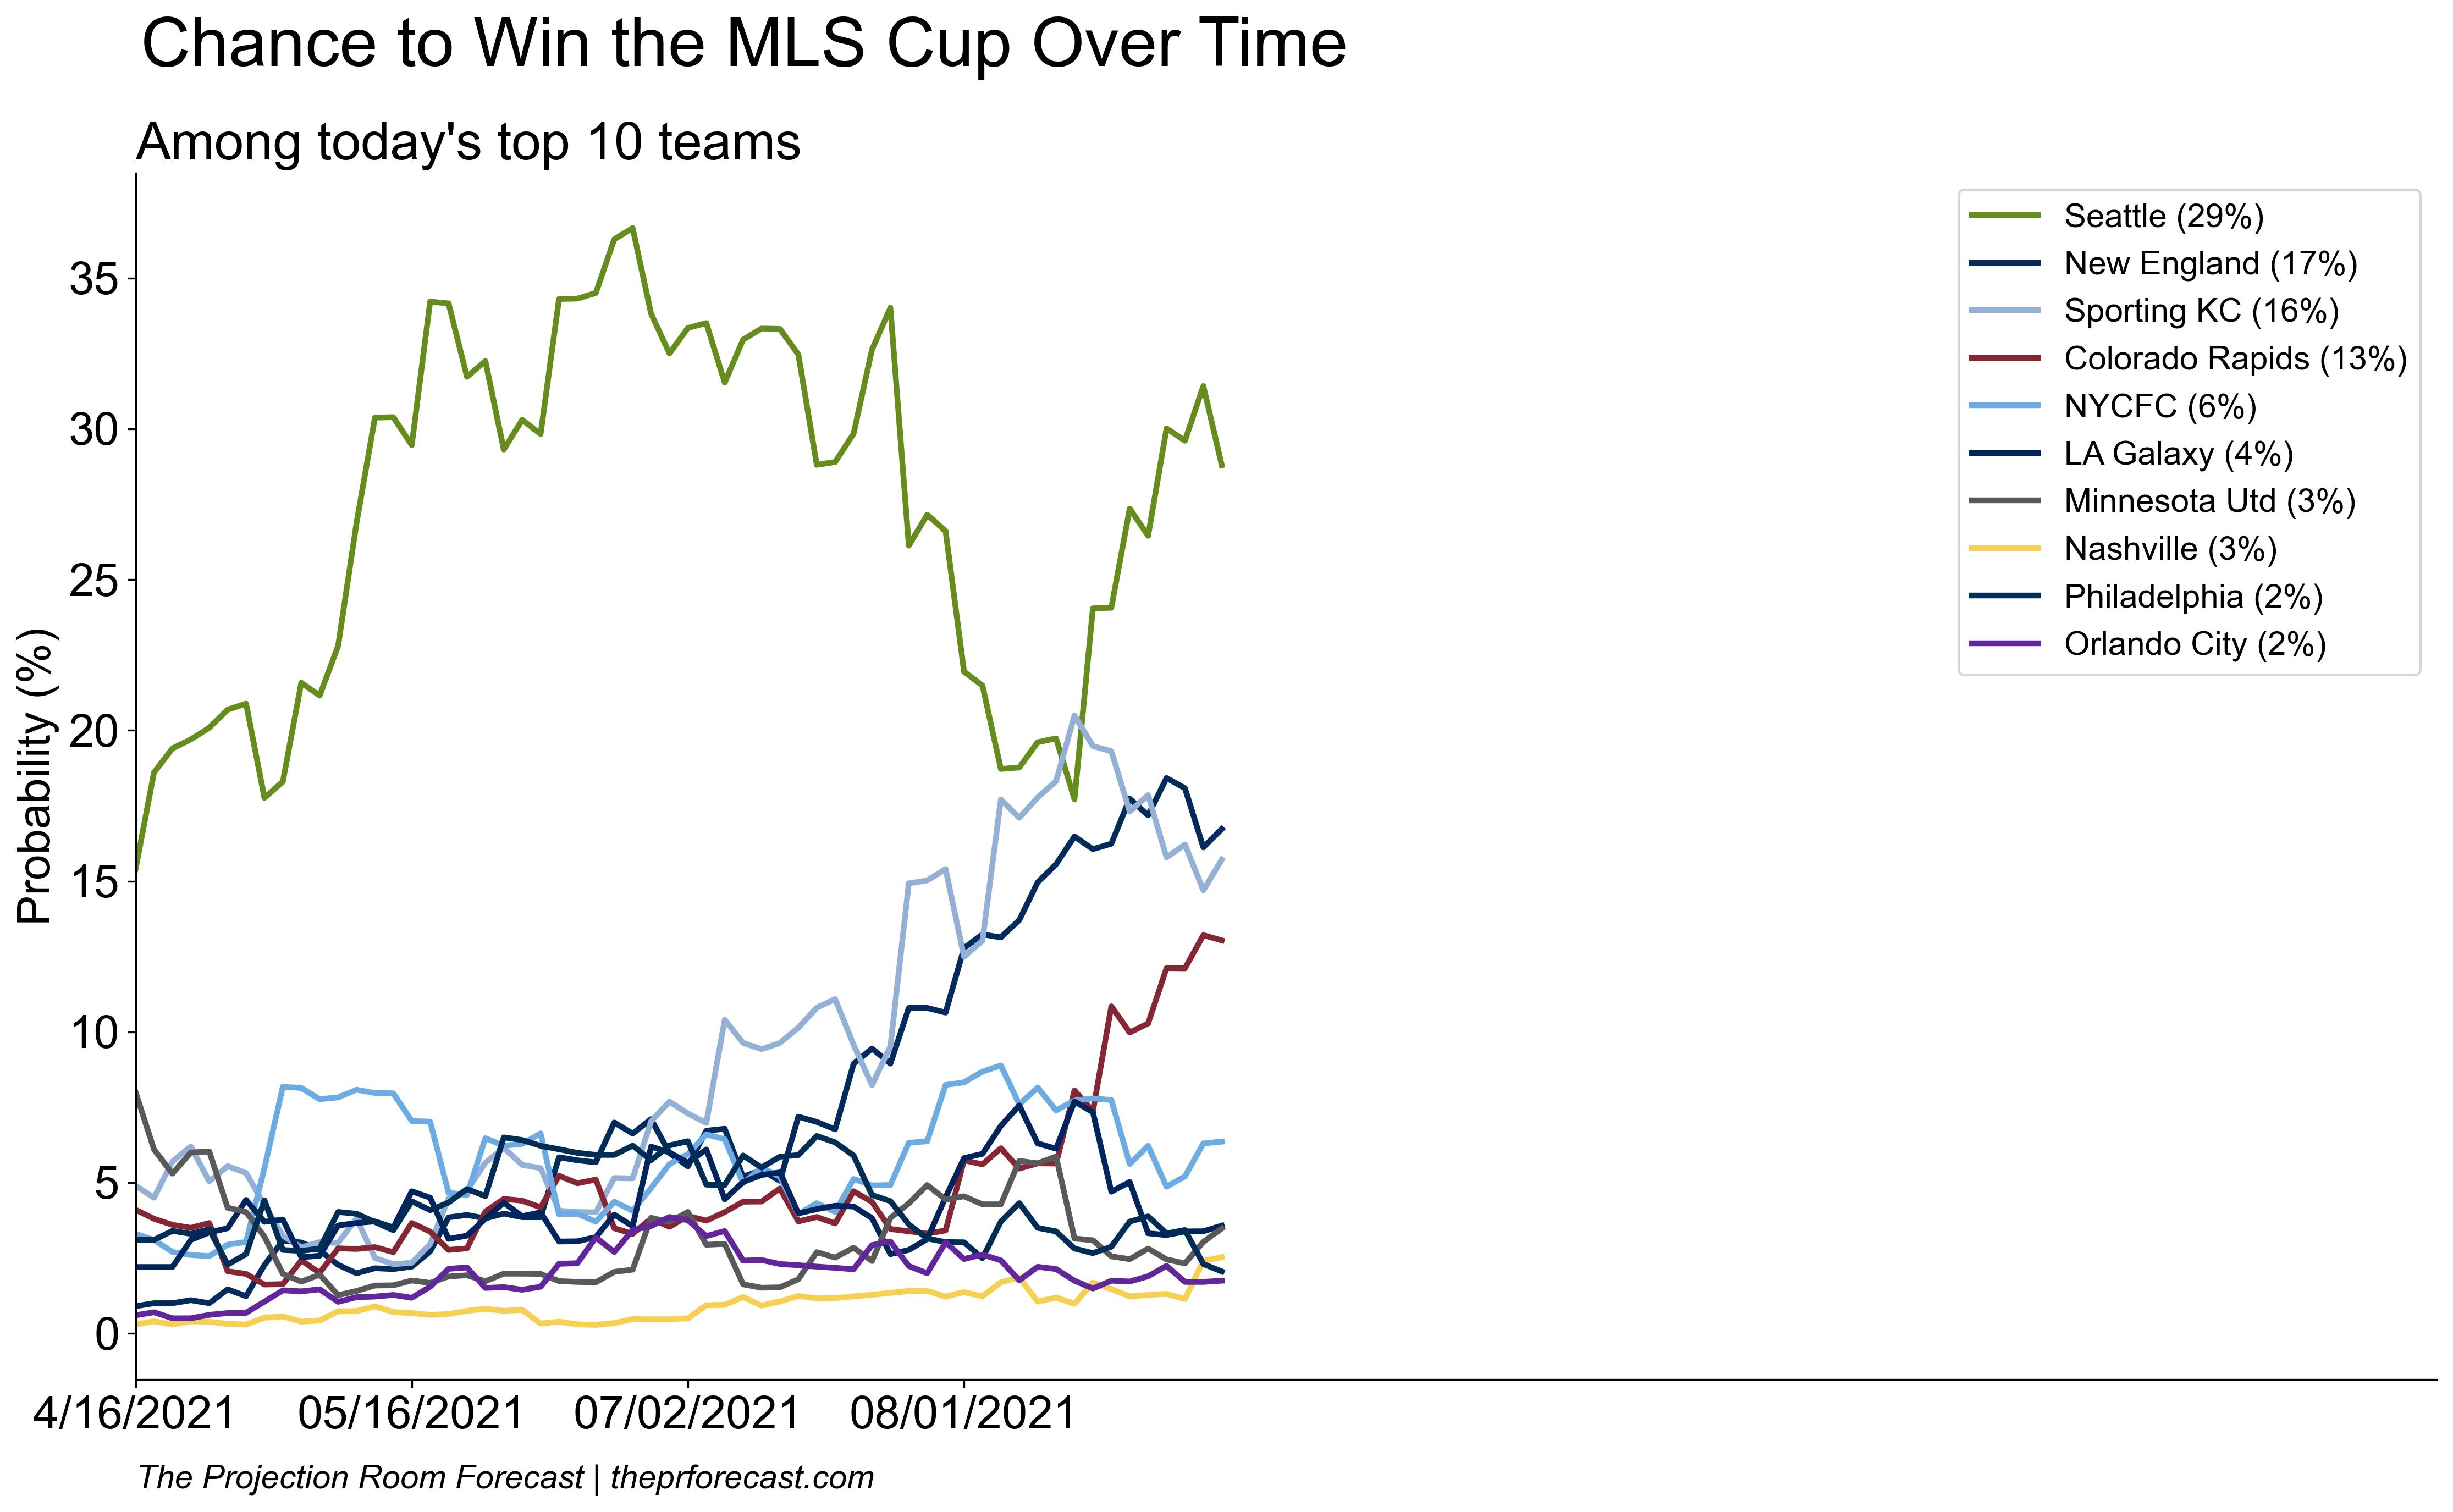 Chance to Win the MLS Cup Over Time
Among today's top 10 teams
Seattle (29%)
New England (17%)
Sporting KC (16%)
Colorado Rapids (13%)
NYCFC (6%)
LA Galaxy (4%)
Minnesota Utd (3%)
Nashville (3%)
Philadelphia (2%)
Orlando City (2%)
Probability (%)
35
30
25
20
15
10
5
0
4/16/2021 05/16/2021 07/02/2021 08/01/2021
The Projection Room Forecast | theprforecast.com